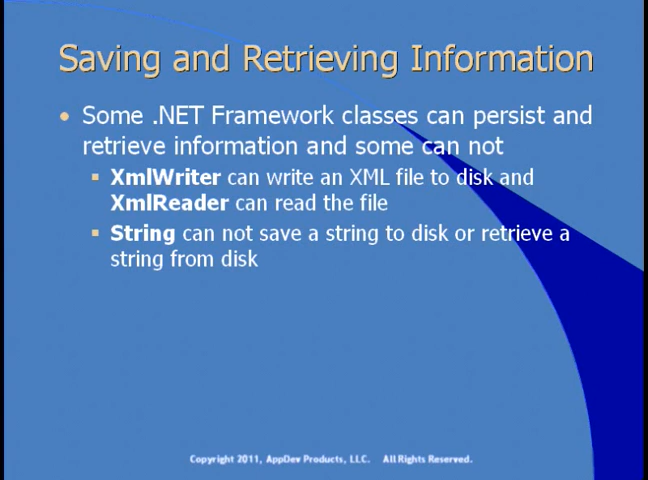 Saving and Retrieving Information
• Some .NET Framework classes can persist and
retrieve information and some can not
▪ XmlWriter can write an XML file to disk and
XmlReader can read the file
▪ String can not save a string to disk or retrieve a
string from disk
Copyright 2011, AppDev Products, LLC. All Rights Reserved.